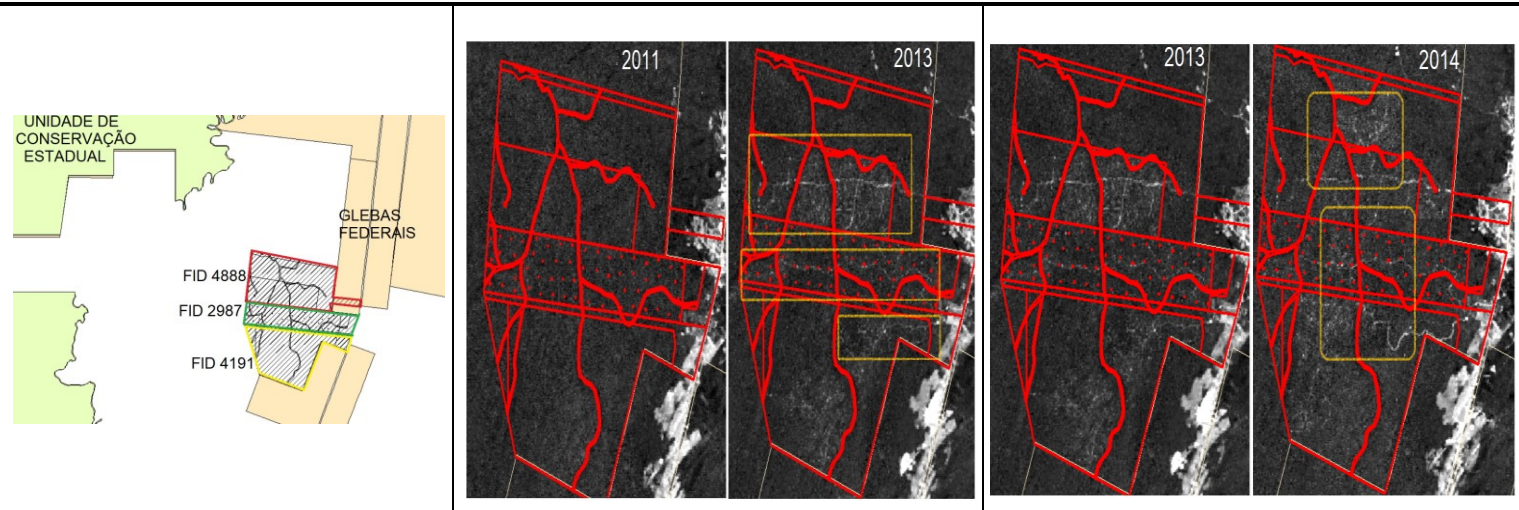 UNIDADE DE
CONSERVAÇÃO
ESTADUAL
GLEBAS
FEDERAIS
FID 4888
FID 2987
FID 4191
2011
2013
2013
2014